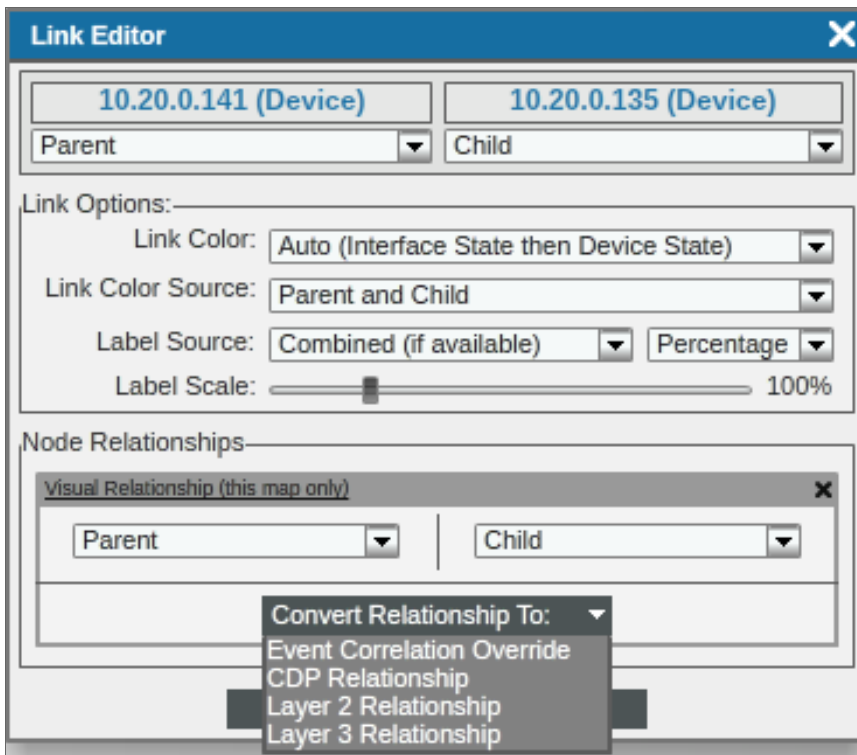 Link Editor
10.20.0.141 (Device) 10.20.0.135 (Device)
Parent Child
Link Options:
Link Color: Auto (Interface State then Device State)
Link Color Source: Parent and Child
Label Source: Combined (if available) Percentage
Label Scale: 100%
Node Relationships
Visual Relationship (this map only)
Parent Child
Convert Relationship To:
Event Correlation Override
CDP Relationship
Layer 2 Relationship
Layer 3 Relationship